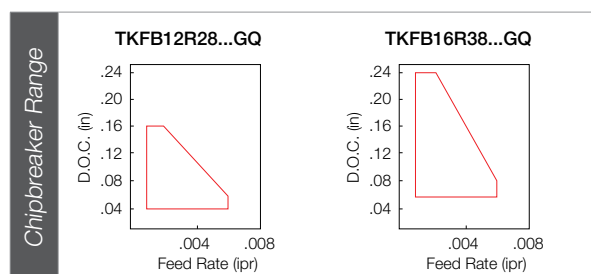 Chipbreaker Range
TKFB12R28...GQ
.24
.20
.16
.12
.08
.04
D.O.C. (in)
.004 .008
Feed Rate (ipr)
TKFB16R38...GQ
.24
.20
.16
.12
.08
.04
D.O.C. (in)
.004 .008
Feed Rate (ipr)